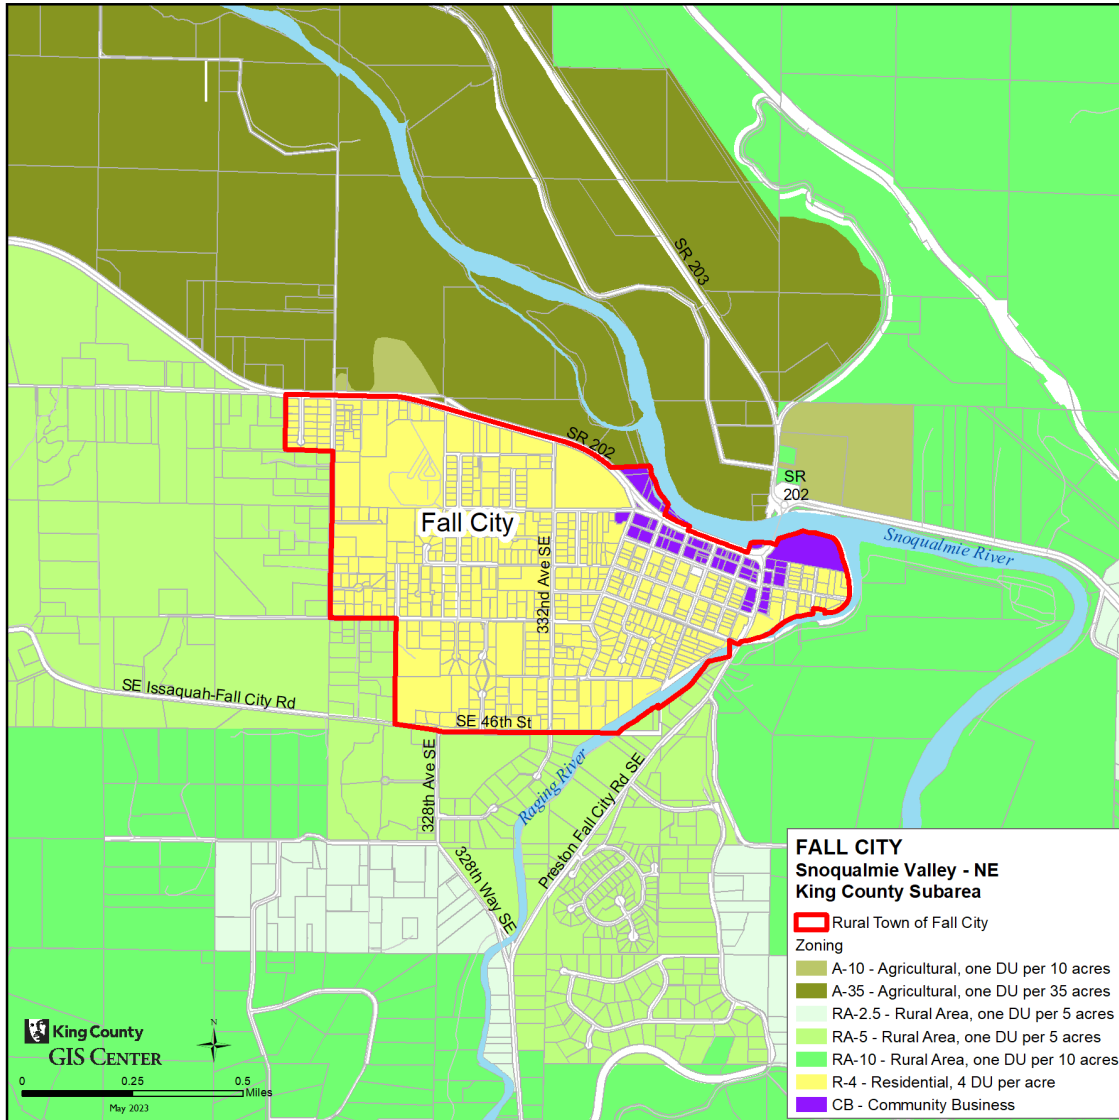 SR 203
SR 202
SR
202
Fall City
332nd Ave SE
Snoqualmie River
SE Issaquah-Fall City Rd
SE 46th St
328th Ave SE
Raging River
Preston Fall City Rd SE
328th Way SE
FALL CITY
Snoqualmie Valley - NE
King County Subarea
Rural Town of Fall City
Zoning
A-10 - Agricultural, one DU per 10 acres
A-35 - Agricultural, one DU per 35 acres
RA-2.5 - Rural Area, one DU per 5 acres
RA-5 - Rural Area, one DU per 5 acres
RA-10 - Rural Area, one DU per 10 acres
R-4 - Residential, 4 DU per acre
CB - Community Business
King County
GIS CENTER
N
0 0.25 0.5
Miles
May 2023